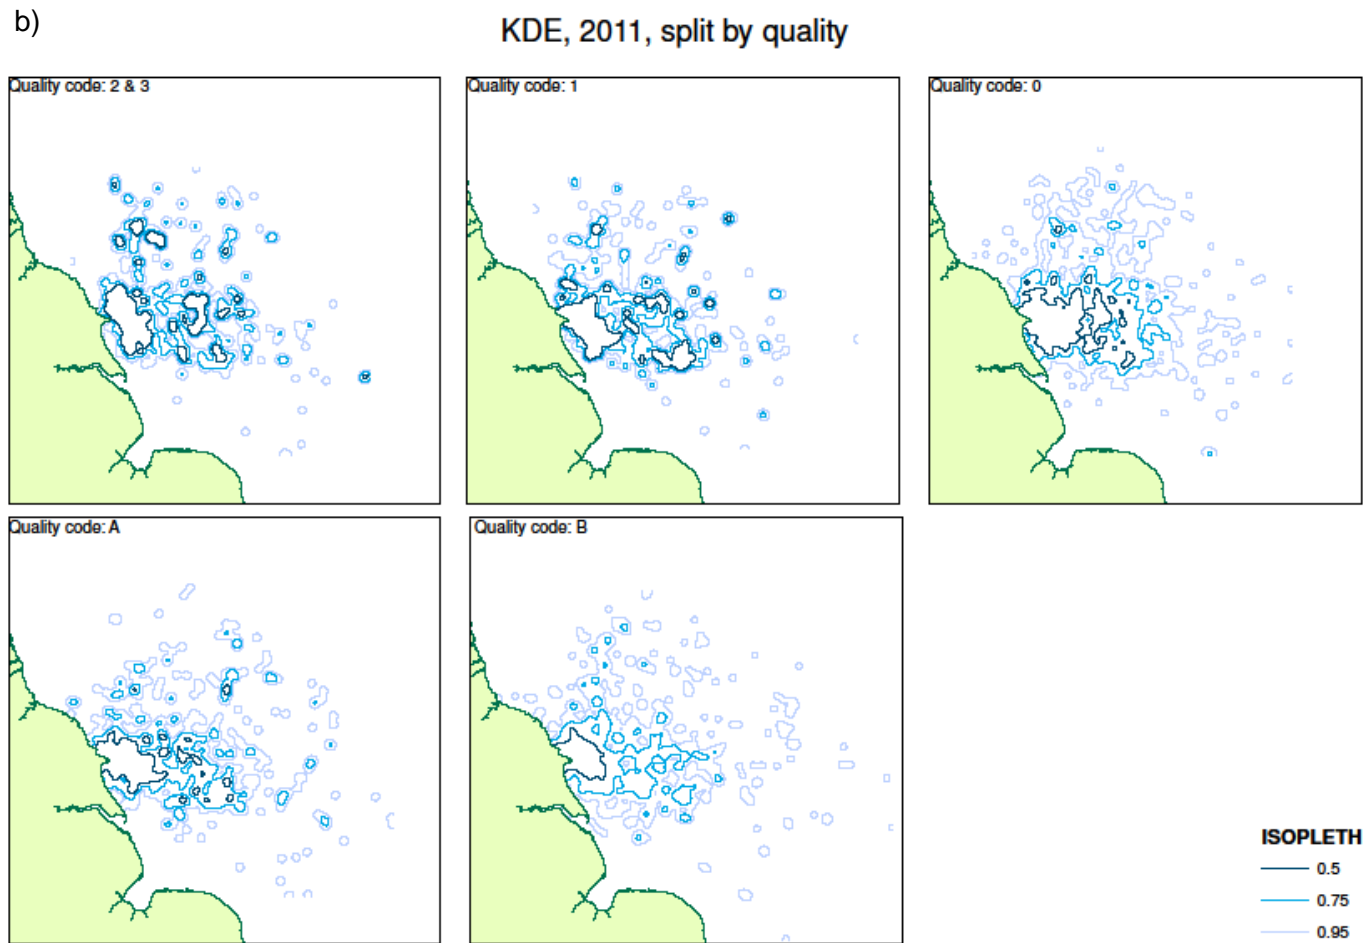 b)
KDE, 2011, split by quality
Quality code: 2 & 3
Quality code: 1
Quality code: 0
Quality code: A
Quality code: B
ISOPLETH
0.5
0.75
0.95